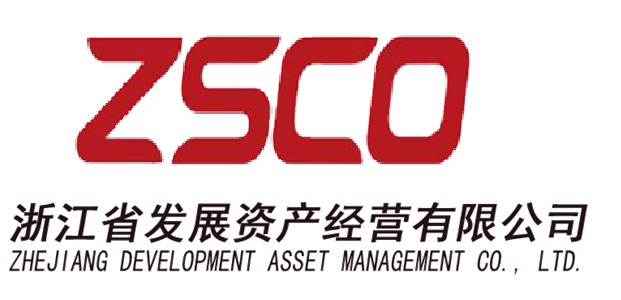 ZSCO
浙江省发展资产经营有限公司
ZHEJIANG DEVELOPMENT ASSET MANAGEMENT CO., LTD.